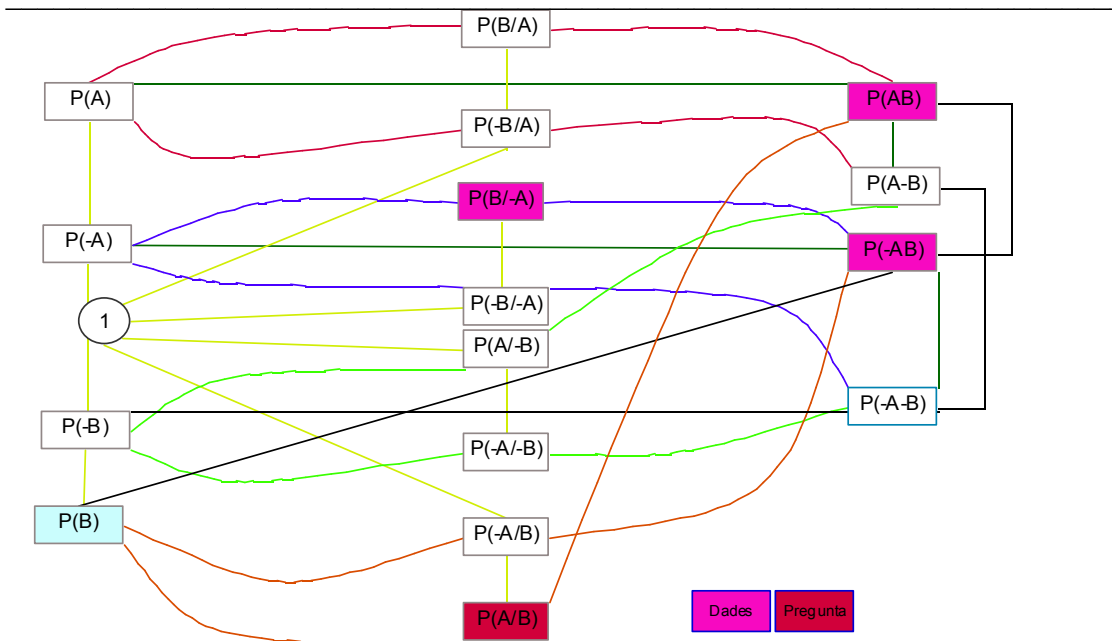 P(B/A)
P(A)
P(AB)
P(-B/A)
P(A-B)
P(B/-A)
P(-A)
P(-AB)
P(-B/-A)
1
P(A/-B)
P(-A-B)
P(-B)
P(-A/-B)
P(B)
P(-A/B)
P(A/B)
Dades
Pregunta